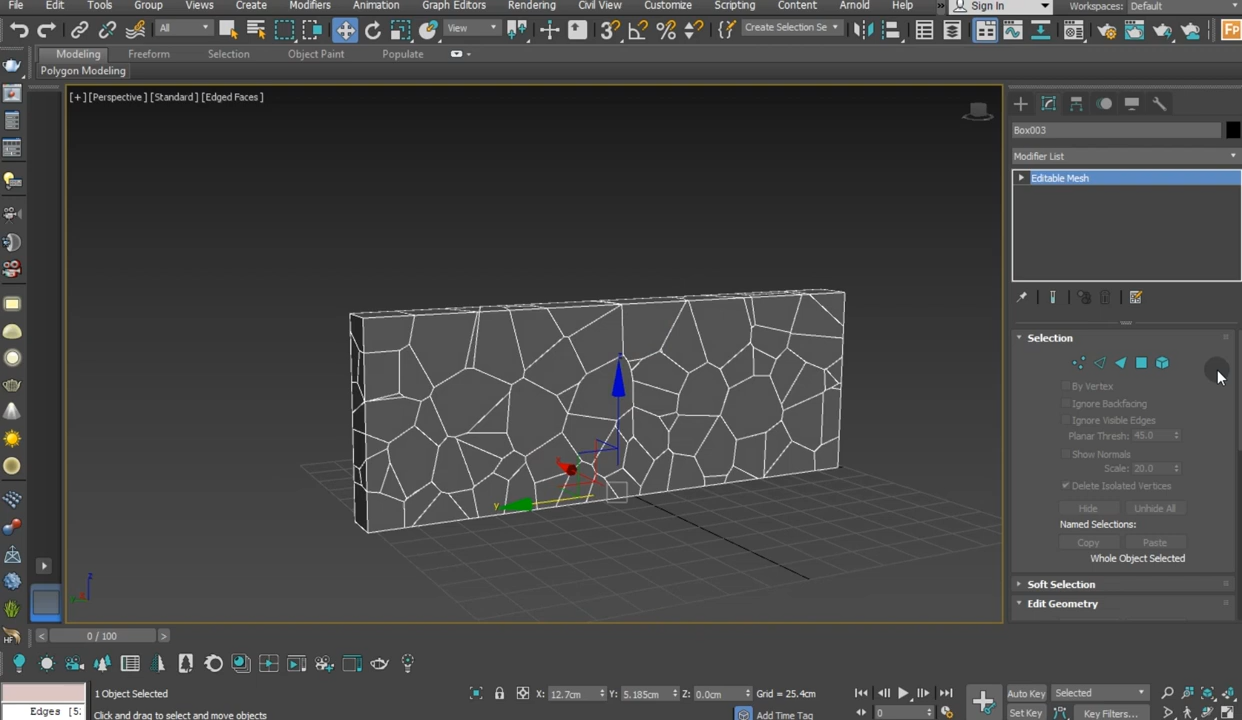 File Edit Tools Group Views Create Modifiers Animation Graph Editors Rendering Civil View Customize Scripting Content Arnold Help » Sign In Workspaces: Default
All View Create Selection Se
Modeling Freeform Selection Object Paint Populate
Polygon Modeling
[+] [Perspective ] [Standard ] [Edged Faces ]
Box003
Modifier List
Editable Mesh
Selection
By Vertex
Ignore Backfacing
Ignore Visible Edges
Planar Thresh: 45.0
Show Normals
Scale: 20.0
Delete Isolated Vertices
Hide Unhide All
Named Selections:
Copy Paste
Whole Object Selected
Soft Selection
Edit Geometry
z
x
y
z
0 / 100
1 Object Selected X: 12.7cm Y: 5.185cm Z: 0.0cm Grid = 25.4cm Auto Key Selected
Edges [5: Click and drag to select and move objects Add Time Tag 0 Set Key Key Filters...